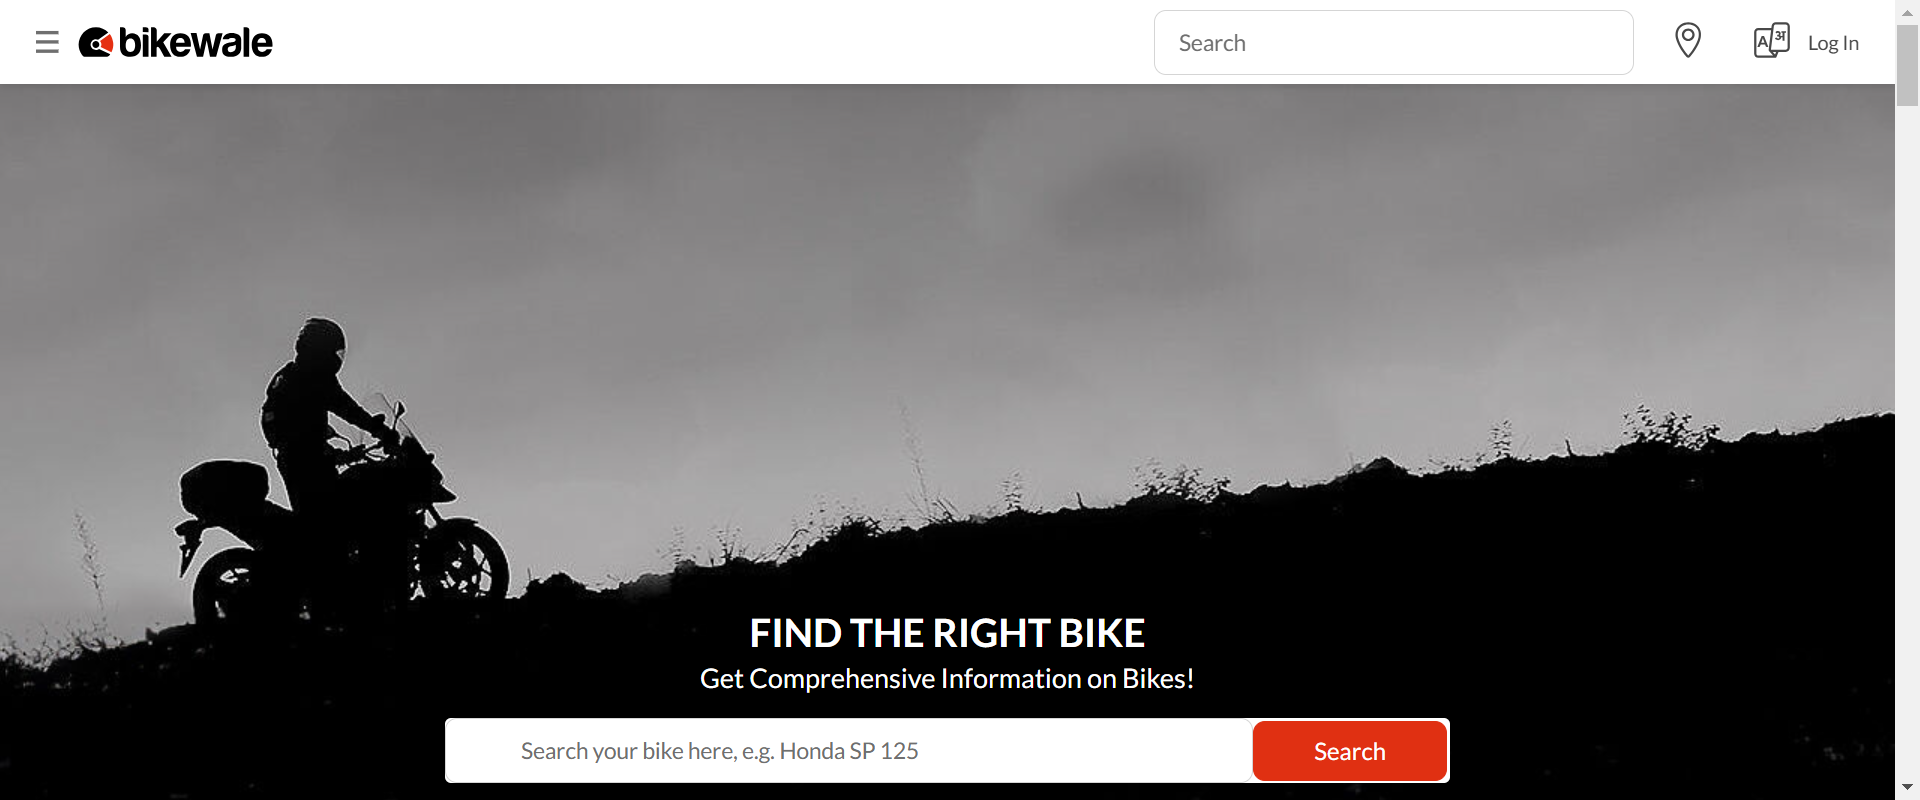 bikewale
Search
A अ
Log In
FIND THE RIGHT BIKE
Get Comprehensive Information on Bikes!
Search your bike here, e.g. Honda SP 125
Search